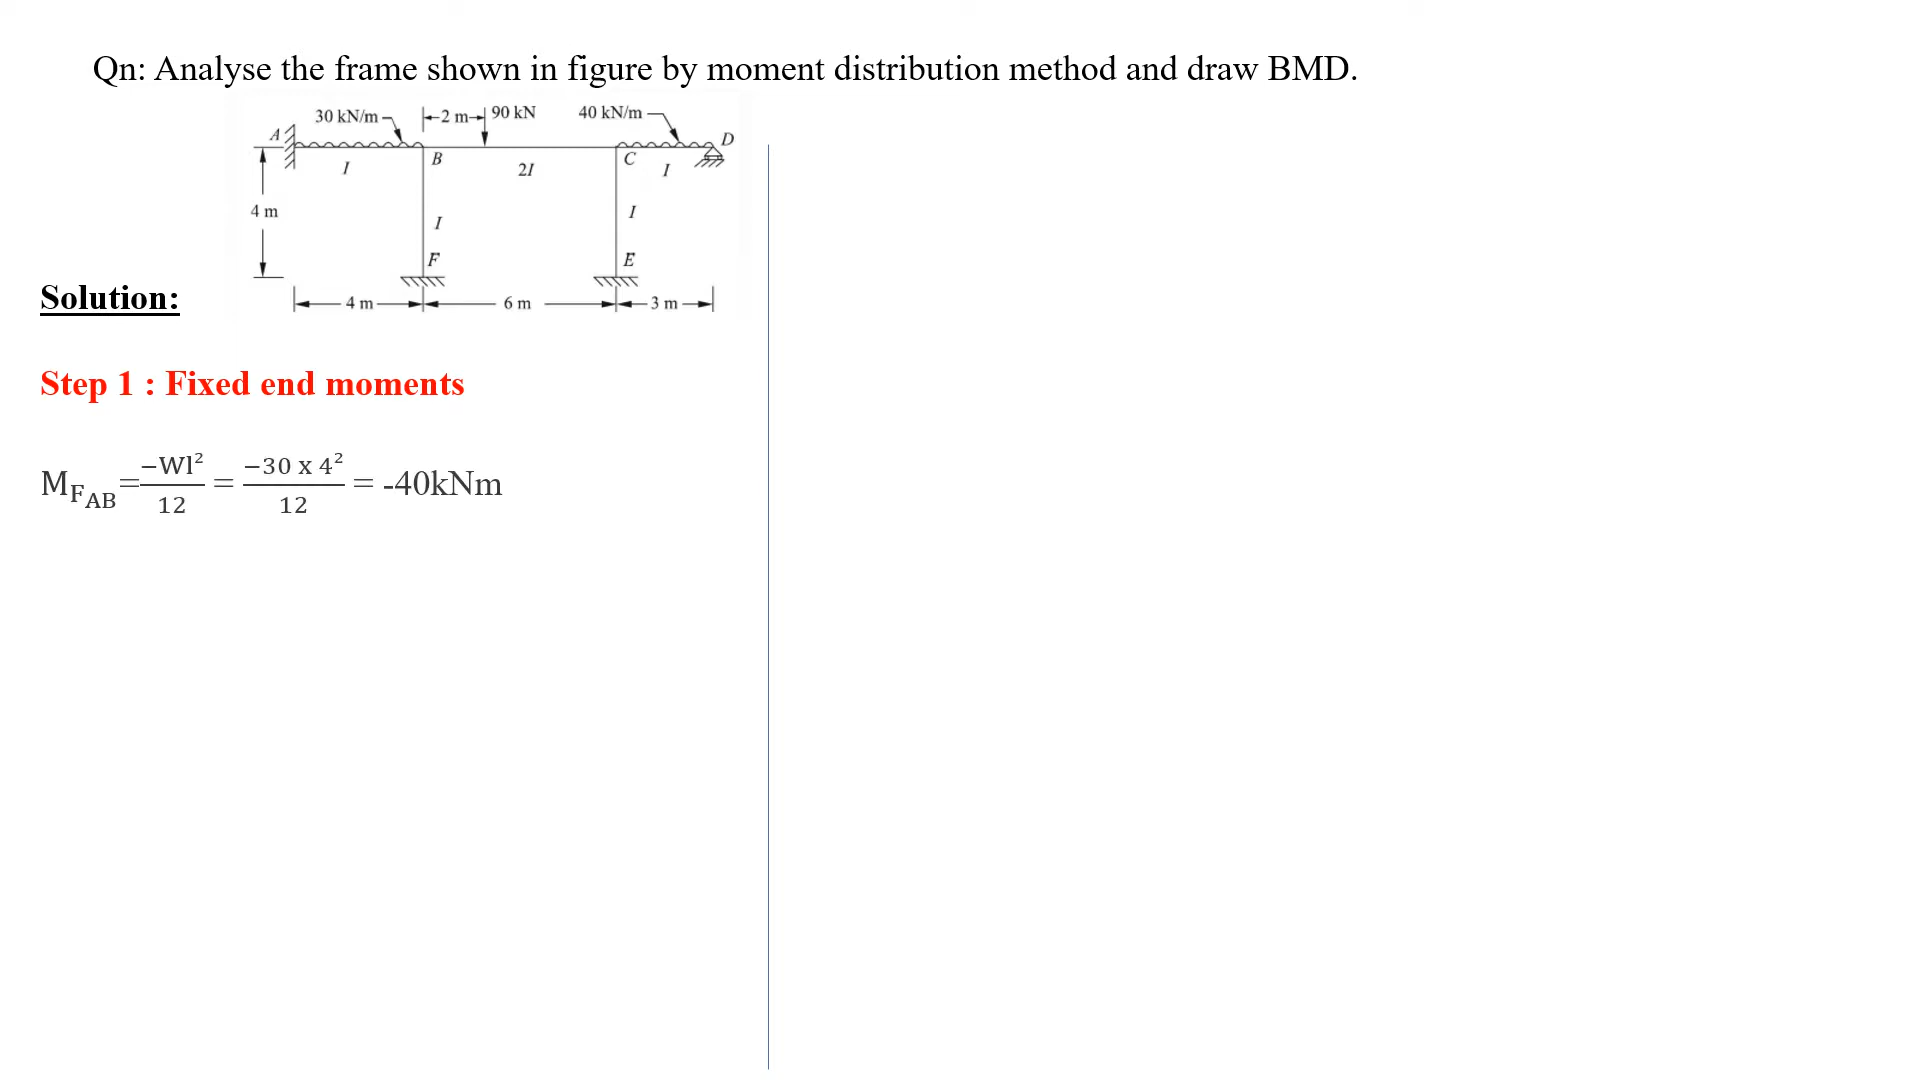 Qn: Analyse the frame shown in figure by moment distribution method and draw BMD.
30 kN/m
2 m
90 kN
40 kN/m
A
B
C
D
I
2I
I
4 m
I
I
F
E
4 m
6 m
3 m
Solution:
Step 1 : Fixed end moments
M_F_AB = −Wl²/12 = −30 x 4²/12 = -40kNm